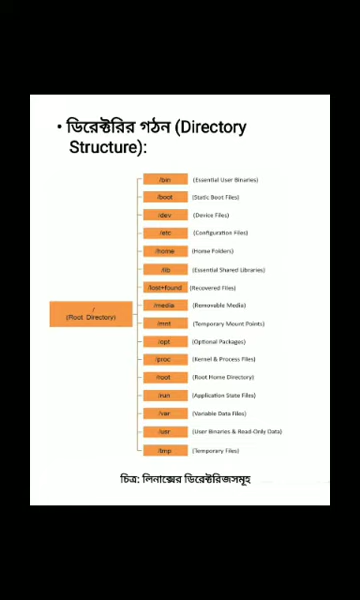 • ডিরেক্টরির গঠন (Directory
Structure):
/bin (Essential User Binaries)
/boot (Static Boot Files)
/dev (Device Files)
/etc (Configuration Files)
/home (Home Folders)
/lib (Essential Shared Libraries)
/lost+found (Recovered Files)
/
(Root Directory)
/media (Removable Media)
/mnt (Temporary Mount Points)
/opt (Optional Packages)
/proc (Kernel & Process Files)
/root (Root Home Directory)
/run (Application State Files)
/var (Variable Data Files)
/usr (User Binaries & Read-Only Data)
/tmp (Temporary Files)
চিত্র: লিনাক্সের ডিরেক্টরিজসমূহ